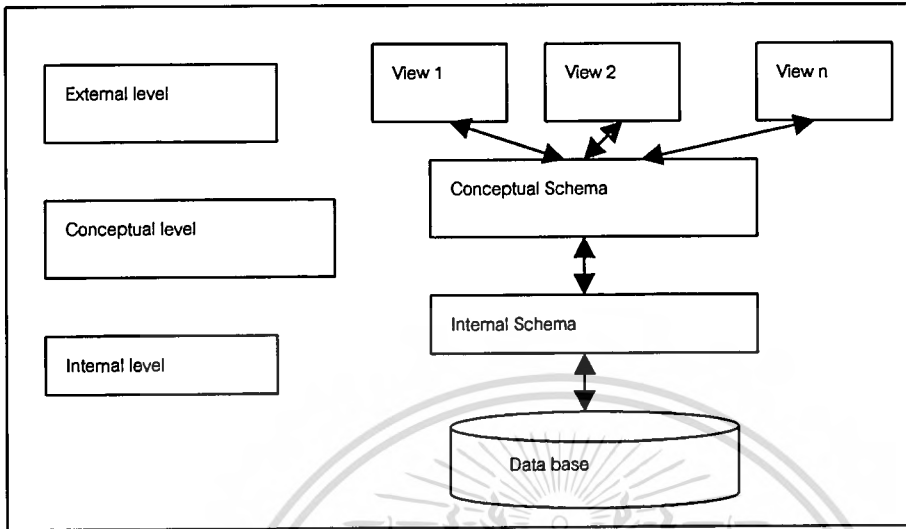 View 1
View 2
View n
External level
Conceptual Schema
Conceptual level
Internal Schema
Internal level
Data base